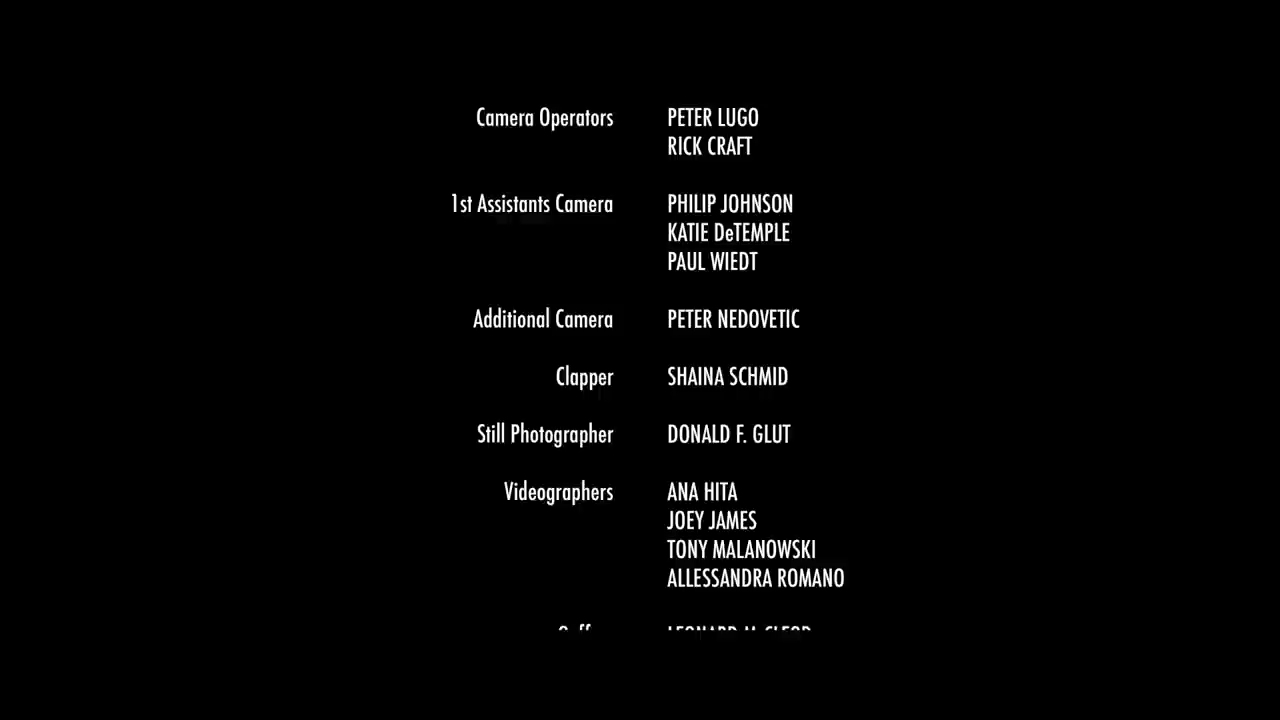 Camera Operators PETER LUGO
RICK CRAFT
1st Assistants Camera PHILIP JOHNSON
KATIE DeTEMPLE
PAUL WIEDT
Additional Camera PETER NEDOVETIC
Clapper SHAINA SCHMID
Still Photographer DONALD F. GLUT
Videographers ANA HITA
JOEY JAMES
TONY MALANOWSKI
ALLESSANDRA ROMANO